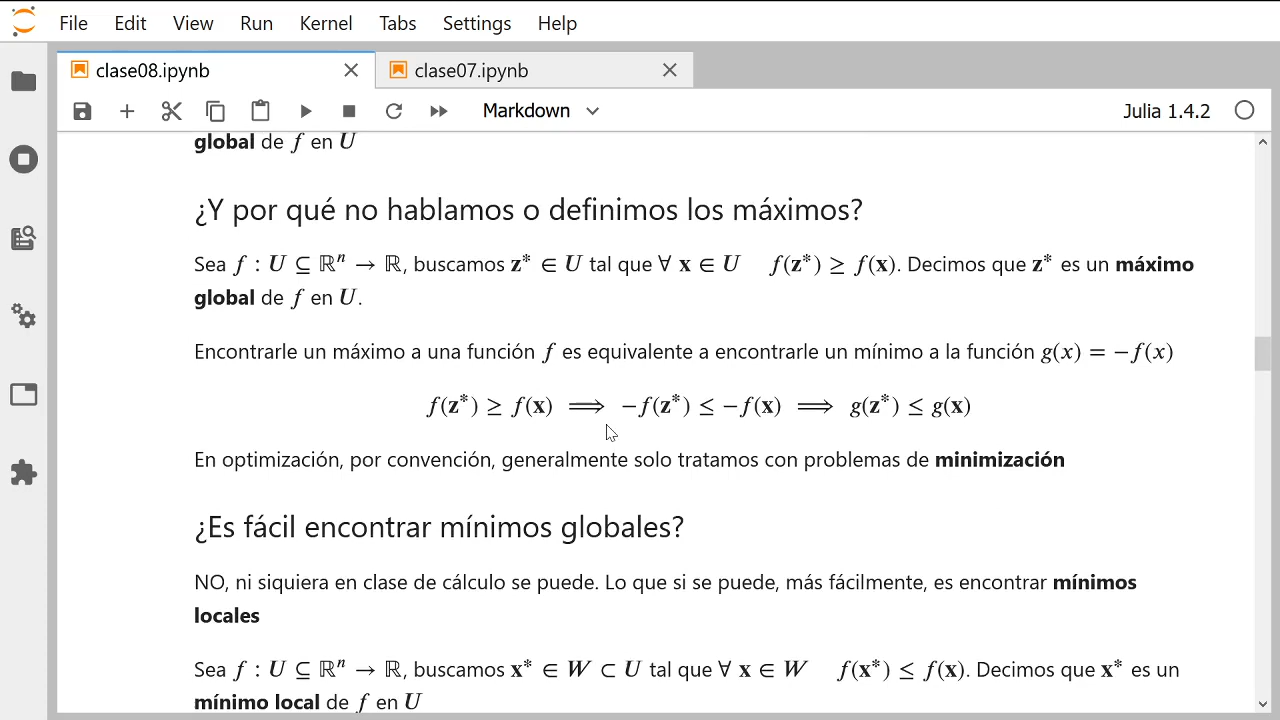 File Edit View Run Kernel Tabs Settings Help
clase08.ipynb clase07.ipynb
Markdown Julia 1.4.2
global de f en U
¿Y por qué no hablamos o definimos los máximos?
Sea f : U ⊆ ℝⁿ → ℝ, buscamos z* ∈ U tal que ∀ x ∈ U f(z*) ≥ f(x). Decimos que z* es un máximo
global de f en U.
Encontrarle un máximo a una función f es equivalente a encontrarle un mínimo a la función g(x) = −f(x)
f(z*) ≥ f(x) ⟹ −f(z*) ≤ −f(x) ⟹ g(z*) ≤ g(x)
En optimización, por convención, generalmente solo tratamos con problemas de minimización
¿Es fácil encontrar mínimos globales?
NO, ni siquiera en clase de cálculo se puede. Lo que si se puede, más fácilmente, es encontrar mínimos
locales
Sea f : U ⊆ ℝⁿ → ℝ, buscamos x* ∈ W ⊂ U tal que ∀ x ∈ W f(x*) ≤ f(x). Decimos que x* es un
mínimo local de f en U